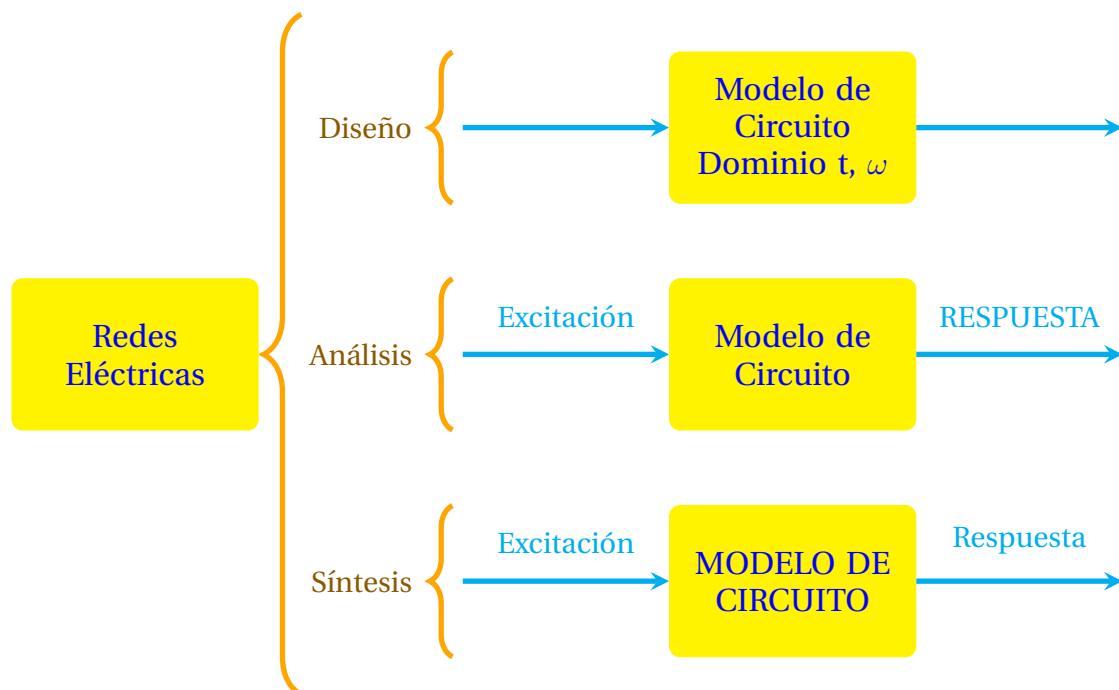 Redes
Eléctricas
Diseño
Modelo de
Circuito
Dominio t, ω
Análisis
Excitación
Modelo de
Circuito
RESPUESTA
Síntesis
Excitación
MODELO DE
CIRCUITO
Respuesta